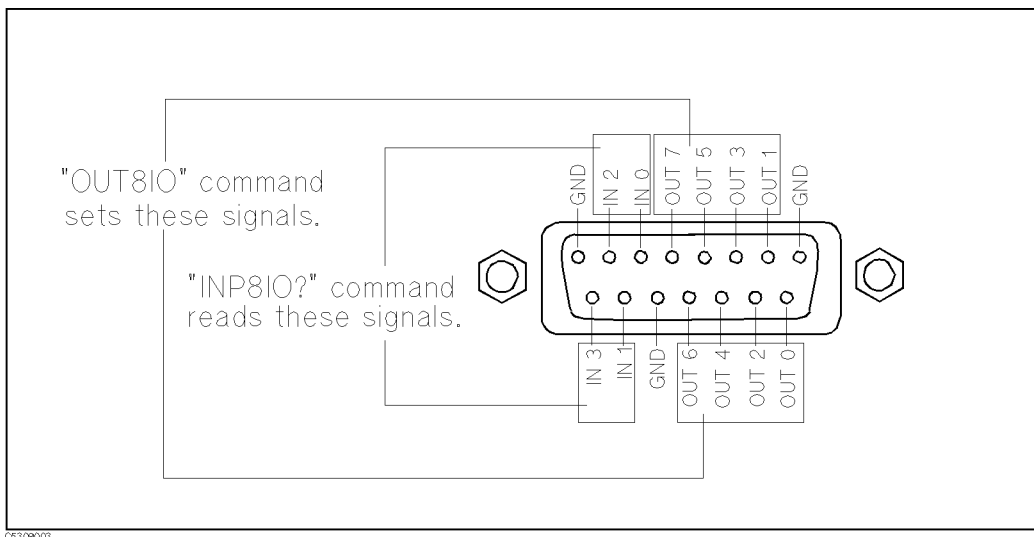 "OUT8IO" command
sets these signals.
"INP8IO?" command
reads these signals.
GND
IN 2
IN 0
OUT 7
OUT 5
OUT 3
OUT 1
GND
IN 3
IN 1
GND
OUT 6
OUT 4
OUT 2
OUT 0